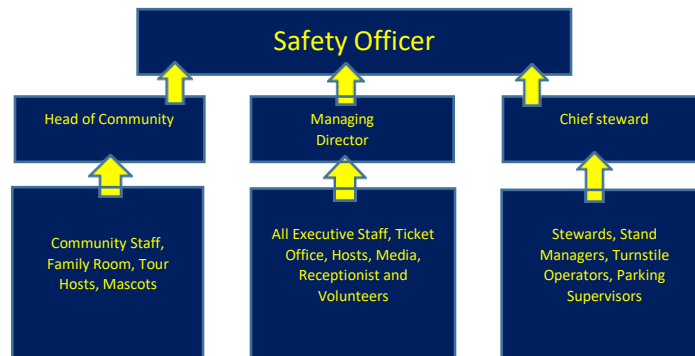 Safety Officer
Head of Community
Managing
Director
Chief steward
Community Staff,
Family Room, Tour
Hosts, Mascots
All Executive Staff, Ticket
Office, Hosts, Media,
Receptionist and
Volunteers
Stewards, Stand
Managers, Turnstile
Operators, Parking
Supervisors